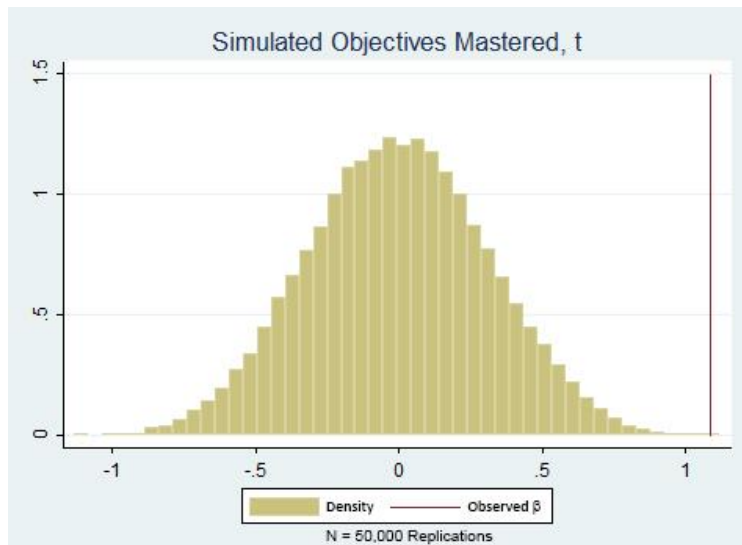 Simulated Objectives Mastered, t
1.5
1
.5
0
-1
-.5
0
.5
1
Density
Observed β
N = 50,000 Replications